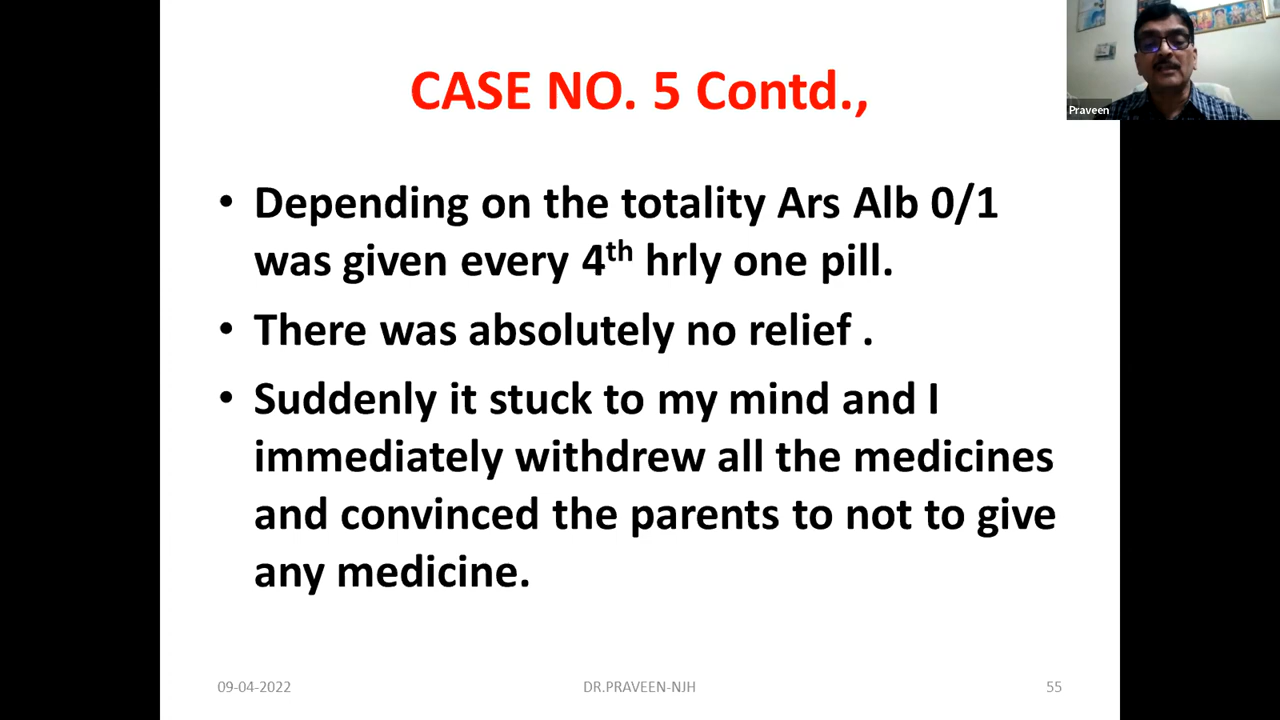 CASE NO. 5 Contd.,
Praveen
• Depending on the totality Ars Alb 0/1
was given every 4th hrly one pill.
• There was absolutely no relief .
• Suddenly it stuck to my mind and I
immediately withdrew all the medicines
and convinced the parents to not to give
any medicine.
09-04-2022
DR.PRAVEEN-NJH
55